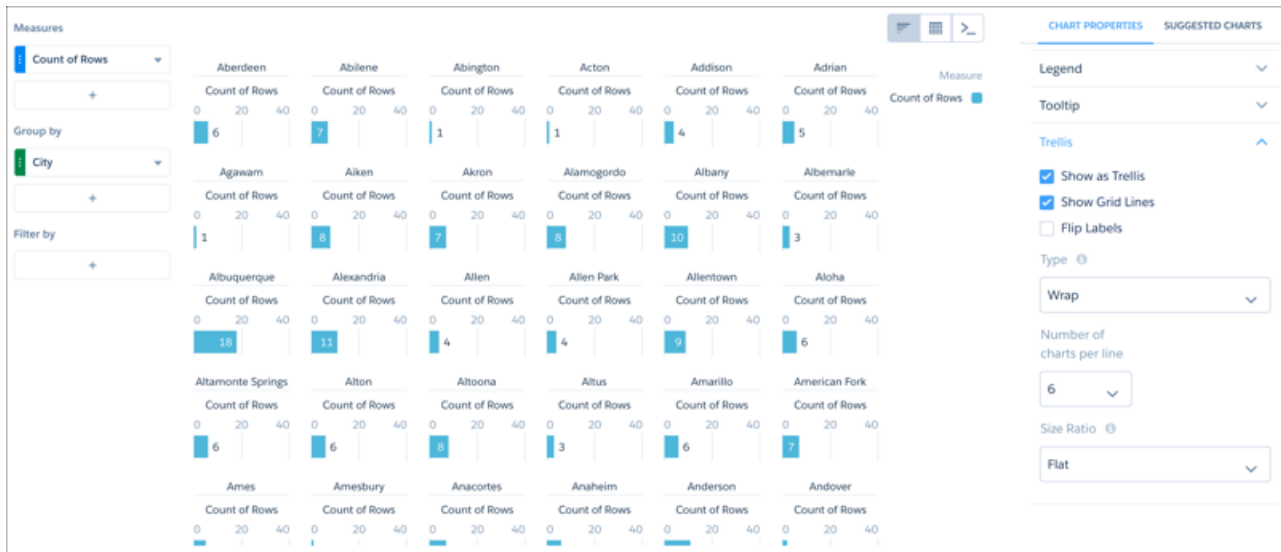 Measures
Count of Rows
+
Group by
City
+
Filter by
+
Aberdeen Abilene Abington Acton Addison Adrian
Count of Rows Count of Rows Count of Rows Count of Rows Count of Rows Count of Rows
0 20 40 0 20 40 0 20 40 0 20 40 0 20 40 0 20 40
6 7 1 1 4 5
Agawam Aiken Akron Alamogordo Albany Albemarle
Count of Rows Count of Rows Count of Rows Count of Rows Count of Rows Count of Rows
0 20 40 0 20 40 0 20 40 0 20 40 0 20 40 0 20 40
1 8 7 8 10 3
Albuquerque Alexandria Allen Allen Park Allentown Aloha
Count of Rows Count of Rows Count of Rows Count of Rows Count of Rows Count of Rows
0 20 40 0 20 40 0 20 40 0 20 40 0 20 40 0 20 40
18 11 4 4 9 6
Altamonte Springs Alton Altoona Altus Amarillo American Fork
Count of Rows Count of Rows Count of Rows Count of Rows Count of Rows Count of Rows
0 20 40 0 20 40 0 20 40 0 20 40 0 20 40 0 20 40
6 6 8 3 6 7
Ames Amesbury Anacortes Anaheim Anderson Andover
Count of Rows Count of Rows Count of Rows Count of Rows Count of Rows Count of Rows
0 20 40 0 20 40 0 20 40 0 20 40 0 20 40 0 20 40
Measure
Count of Rows
CHART PROPERTIES SUGGESTED CHARTS
Legend
Tooltip
Trellis
Show as Trellis
Show Grid Lines
Flip Labels
Type
Wrap
Number of
charts per line
6
Size Ratio
Flat